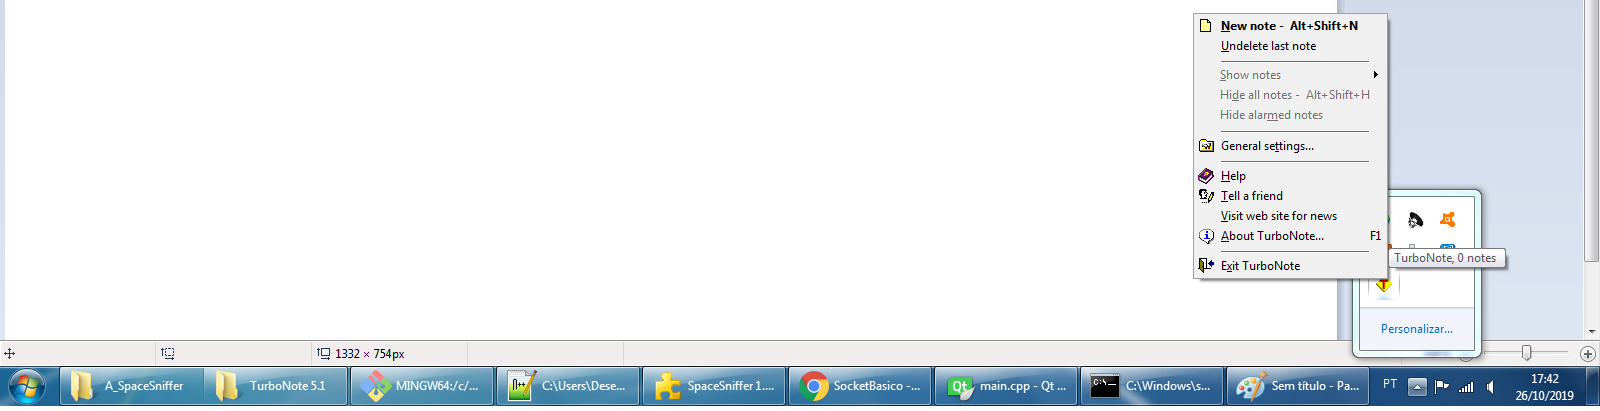 New note -  Alt+Shift+N
Undelete last note
Show notes
Hide all notes -  Alt+Shift+H
Hide alarmed notes
General settings...
Help
Tell a friend
Visit web site for news
About TurboNote... F1
Exit TurboNote
TurboNote, 0 notes
Personalizar...
1332 × 754px
A_SpaceSniffer
TurboNote 5.1
MINGW64:/c/...
C:\Users\Dese...
SpaceSniffer 1....
SocketBasico -...
main.cpp - Qt ...
C:\Windows\s...
Sem título - Pa...
PT
17:42
26/10/2019